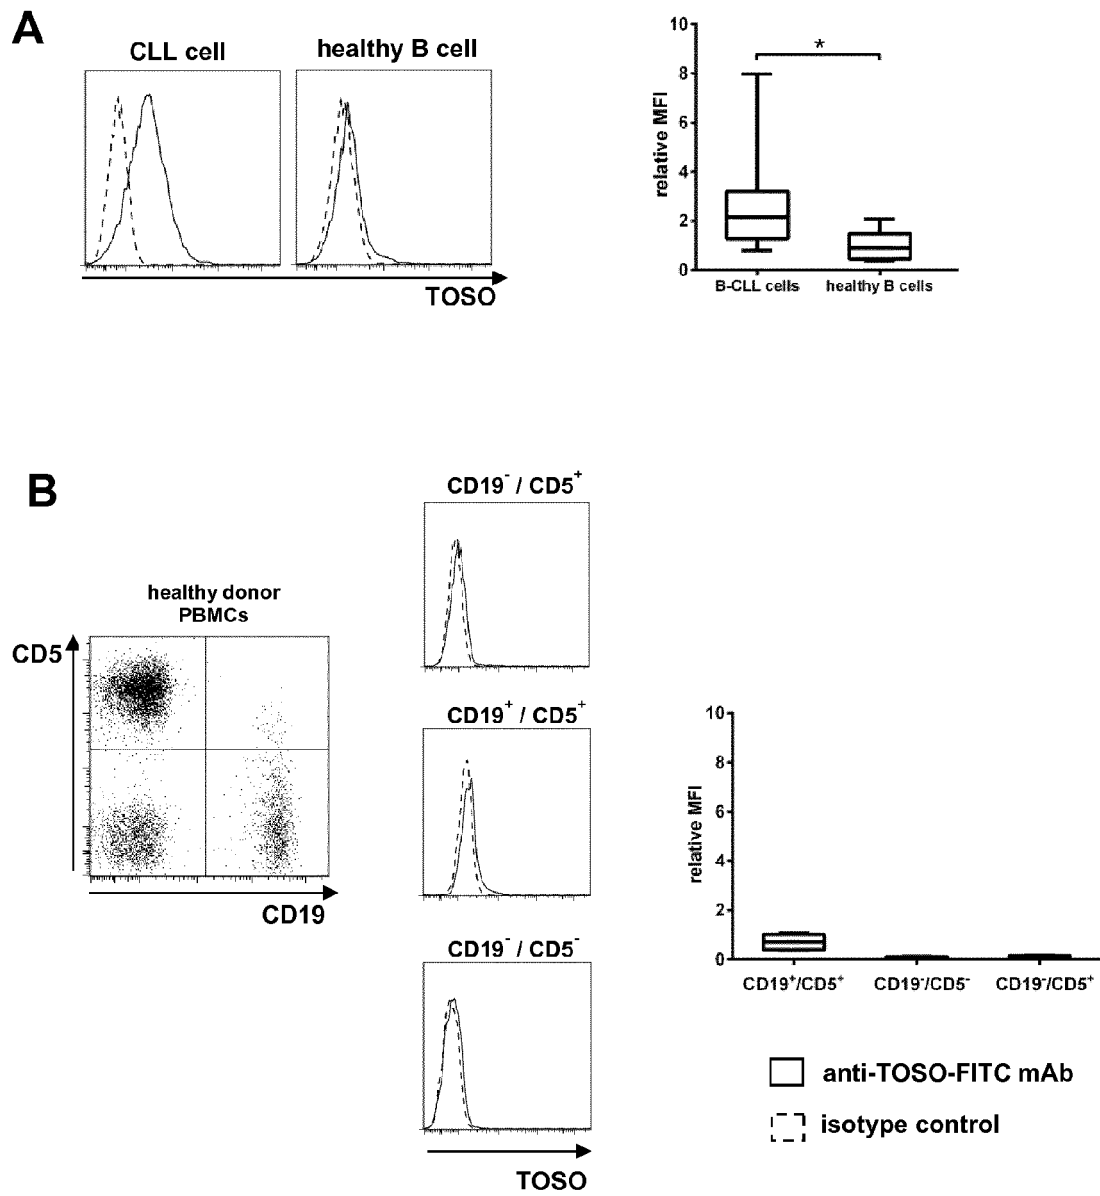 A
CLL cell
healthy B cell
TOSO
10
8
6
4
2
0
relative MFI
*
B-CLL cells
healthy B cells
B
healthy donor
PBMCs
CD5
CD19
CD19⁻ / CD5⁺
CD19⁺ / CD5⁺
CD19⁻ / CD5⁻
TOSO
10
8
6
4
2
0
relative MFI
CD19⁺/CD5⁺
CD19⁻/CD5⁻
CD19⁻/CD5⁺
anti-TOSO-FITC mAb
isotype control